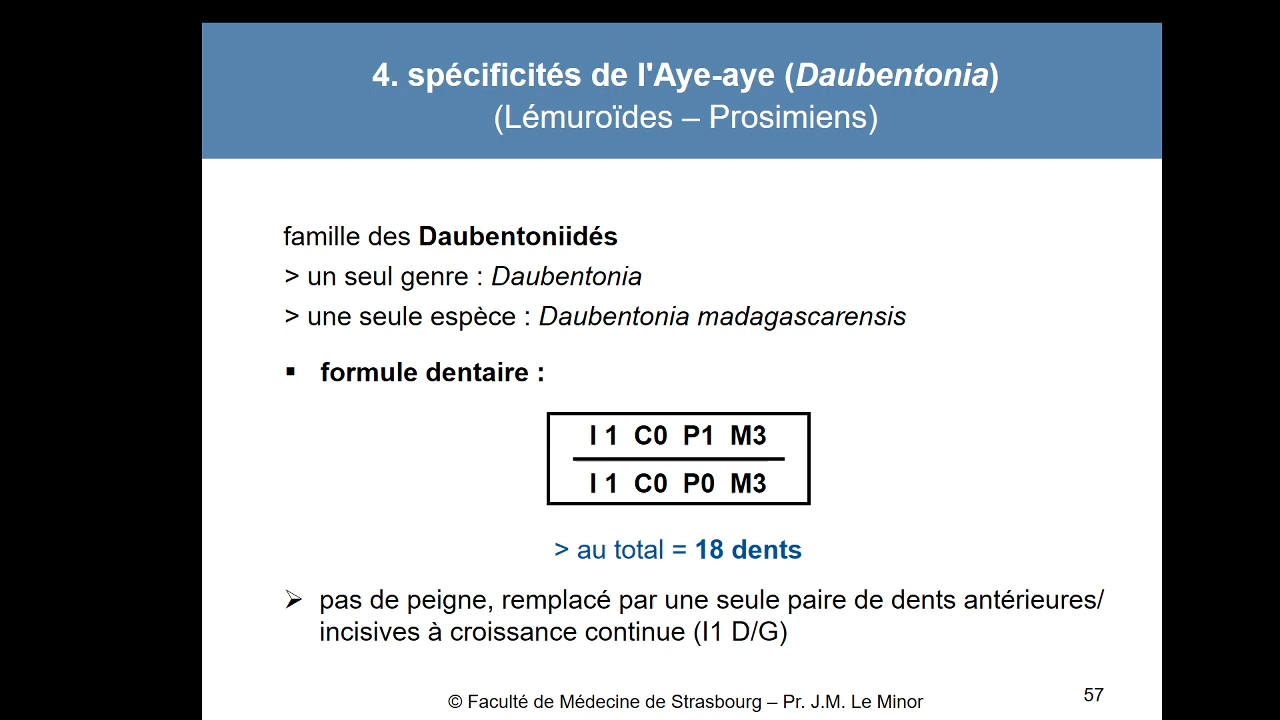 4. spécificités de l'Aye-aye (Daubentonia)
(Lémuroïdes – Prosimiens)
famille des Daubentoniidés
> un seul genre : Daubentonia
> une seule espèce : Daubentonia madagascarensis
▪ formule dentaire :
I 1 C0 P1 M3
I 1 C0 P0 M3
> au total = 18 dents
➢ pas de peigne, remplacé par une seule paire de dents antérieures/
incisives à croissance continue (I1 D/G)
© Faculté de Médecine de Strasbourg – Pr. J.M. Le Minor
57